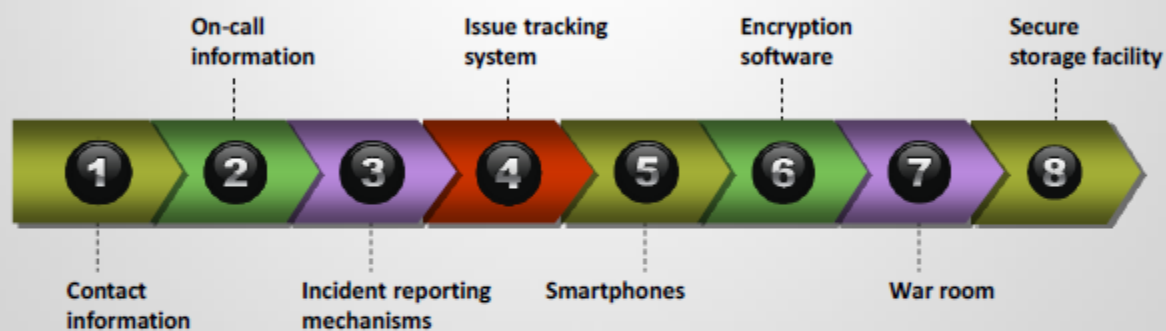 On-call
information
Issue tracking
system
Encryption
software
Secure
storage facility
1
2
3
4
5
6
7
8
Contact
information
Incident reporting
mechanisms
Smartphones
War room